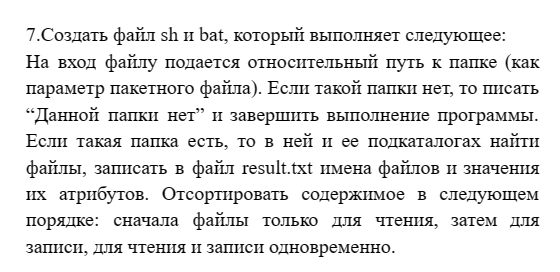 7.Создать файл sh и bat, который выполняет следующее:
На вход файлу подается относительный путь к папке (как
параметр пакетного файла). Если такой папки нет, то писать
“Данной папки нет” и завершить выполнение программы.
Если такая папка есть, то в ней и ее подкаталогах найти
файлы, записать в файл result.txt имена файлов и значения
их атрибутов. Отсортировать содержимое в следующем
порядке: сначала файлы только для чтения, затем для
записи, для чтения и записи одновременно.